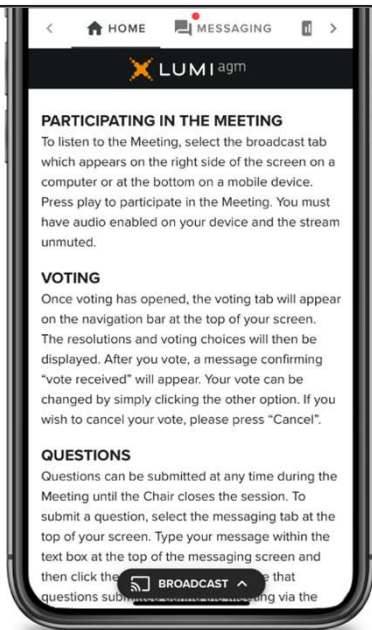 HOME MESSAGING
LUMI agm
PARTICIPATING IN THE MEETING
To listen to the Meeting, select the broadcast tab
which appears on the right side of the screen on a
computer or at the bottom on a mobile device.
Press play to participate in the Meeting. You must
have audio enabled on your device and the stream
unmuted.
VOTING
Once voting has opened, the voting tab will appear
on the navigation bar at the top of your screen.
The resolutions and voting choices will then be
displayed. After you vote, a message confirming
“vote received” will appear. Your vote can be
changed by simply clicking the other option. If you
wish to cancel your vote, please press “Cancel”.
QUESTIONS
Questions can be submitted at any time during the
Meeting until the Chair closes the session. To
submit a question, select the messaging tab at the
top of your screen. Type your message within the
text box at the top of the messaging screen and
then click the that
BROADCAST
questions via the